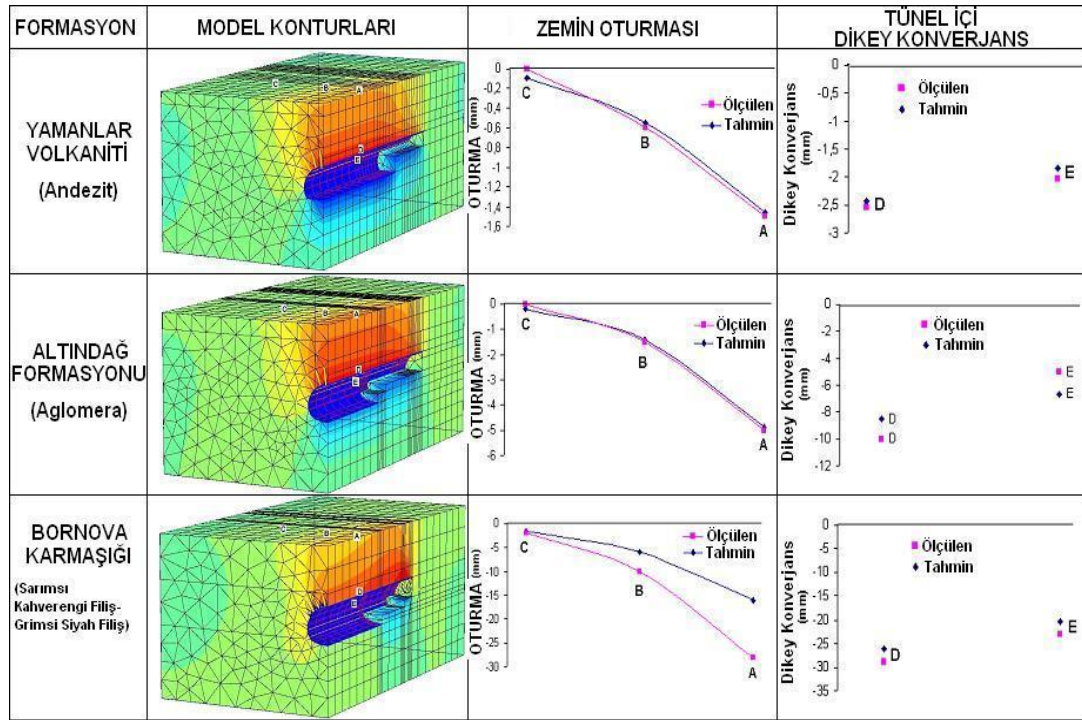 FORMASYON
MODEL KONTURLARI
ZEMİN OTURMASI
TÜNEL İÇİ
DİKEY KONVERJANS
YAMANLAR
VOLKANİTİ
(Andezit)
C
B
A
D
E
OTURMA (mm)
0
-0,2
-0,4
-0,6
-0,8
-1
-1,2
-1,4
-1,6
C
B
A
Ölçülen
Tahmin
Dikey Konverjans
(mm)
0
-0,5
-1
-1,5
-2
-2,5
-3
Ölçülen
Tahmin
D
E
ALTINDAĞ
FORMASYONU
(Aglomera)
C
B
A
D
E
OTURMA (mm)
0
-1
-2
-3
-4
-5
-6
C
B
A
Ölçülen
Tahmin
Dikey Konverjans
(mm)
0
-2
-4
-6
-8
-10
-12
Ölçülen
Tahmin
D
D
E
E
BORNOVA
KARMAŞIĞI
(Sarımsı
Kahverengi Filiş-
Grimsi Siyah Filiş)
C
B
A
D
E
OTURMA (mm)
0
-5
-10
-15
-20
-25
-30
C
B
A
Ölçülen
Tahmin
Dikey Konverjans
(mm)
0
-5
-10
-15
-20
-25
-30
-35
Ölçülen
Tahmin
D
E